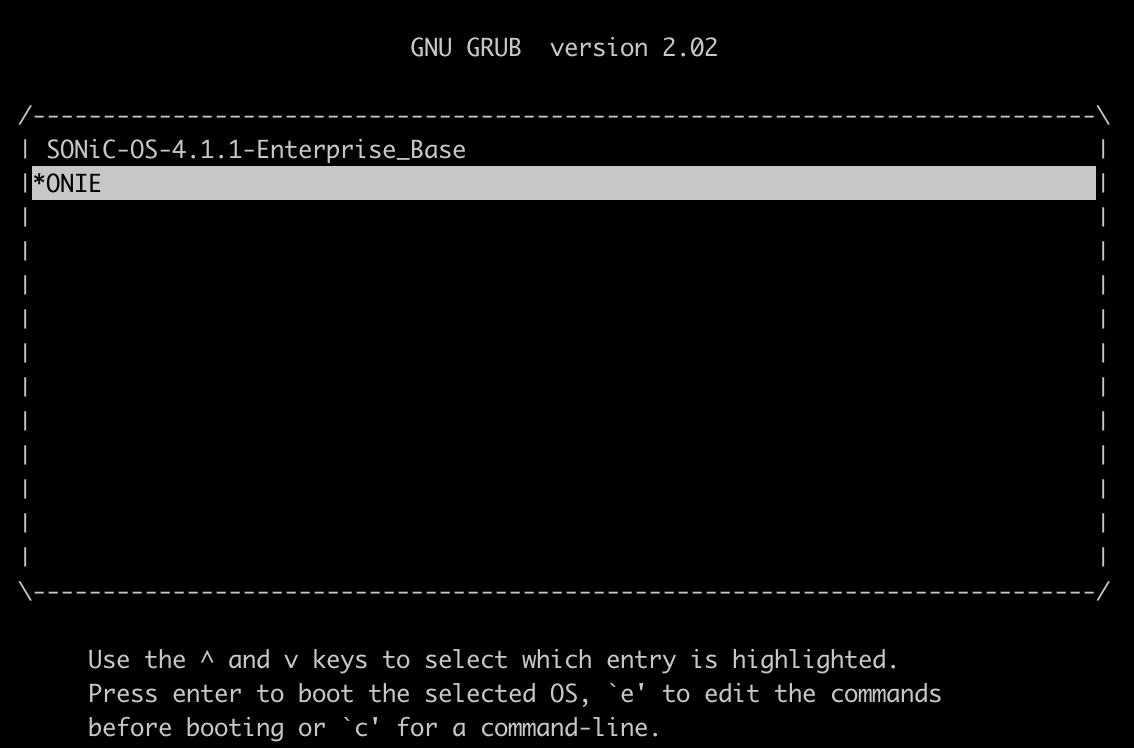 GNU GRUB  version 2.02
/----------------------------------------------------------------------------\
| SONiC-OS-4.1.1-Enterprise_Base                                             |
|*ONIE                                                                       |
|                                                                            |
|                                                                            |
|                                                                            |
|                                                                            |
|                                                                            |
|                                                                            |
|                                                                            |
|                                                                            |
|                                                                            |
|                                                                            |
|                                                                            |
\----------------------------------------------------------------------------/
Use the ^ and v keys to select which entry is highlighted.
Press enter to boot the selected OS, `e' to edit the commands
before booting or `c' for a command-line.